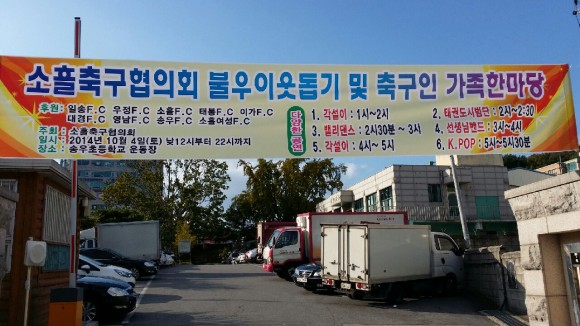 소흘축구협의회 불우이웃돕기 및 축구인 가족한마당
후원: 일송F.C 우정F.C 소흘F.C 태봉F.C 이가F.C
대경F.C 영남F.C 송우F.C 소흘여성F.C
주최: 소흘축구협의회
일시: 2014년 10월 4일(토) 낮12시부터 22시까지
장소: 송우초등학교 운동장
다양한 공연
1. 각설이 : 1시~2시
2. 태권도시범단 : 2시~2:30
3. 밸리댄스 : 2시30분 ~ 3시
4. 선생님밴드 : 3시~4시
5. 각설이 : 4시~ 5시
6. K.POP : 5시~5시30분